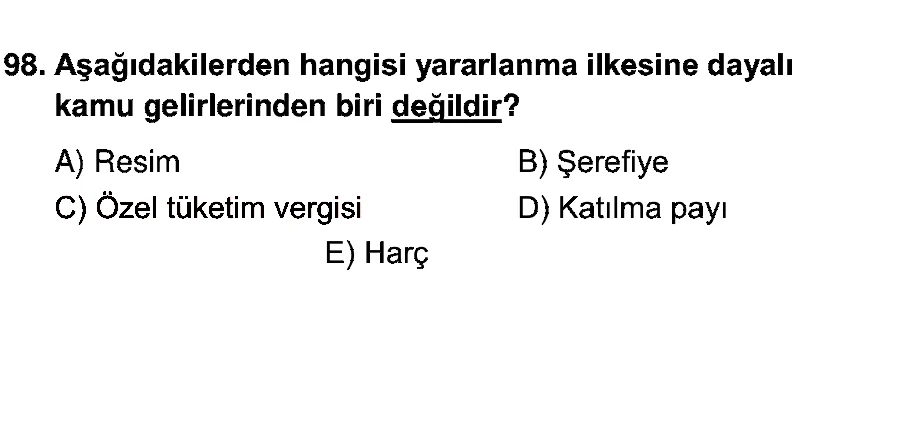 98. Aşağıdakilerden hangisi yararlanma ilkesine dayalı
kamu gelirlerinden biri değildir?
A) Resim B) Şerefiye
C) Özel tüketim vergisi D) Katılma payı
E) Harç